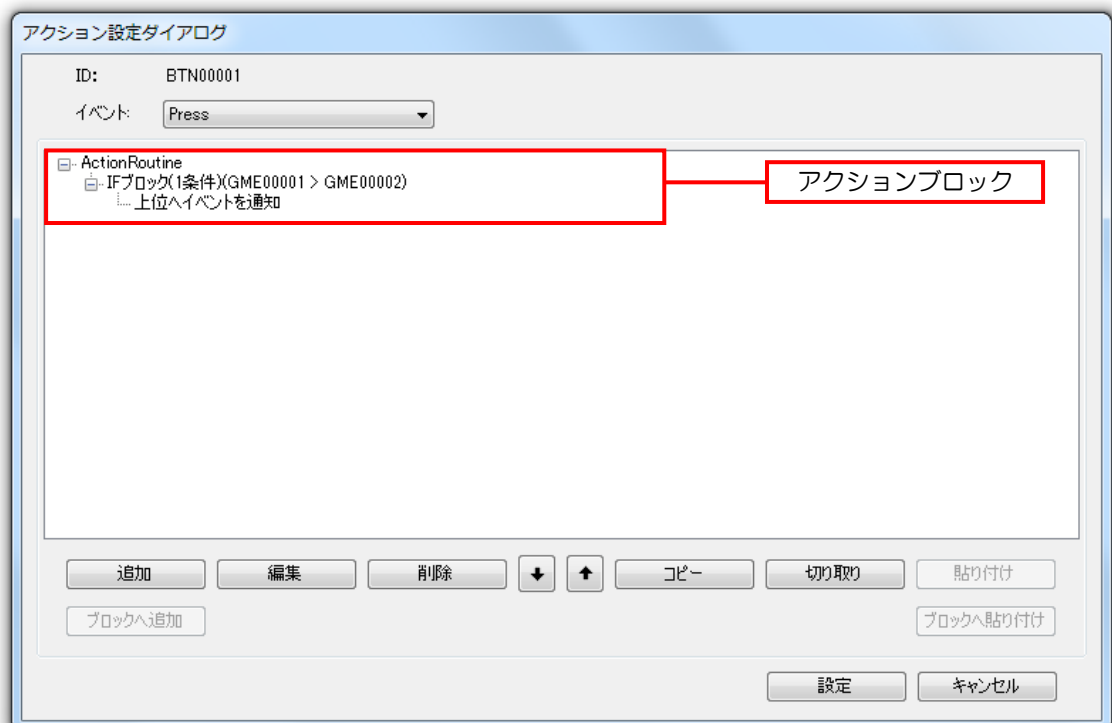 アクション設定ダイアログ
ID: BTN00001
イベント: Press
ActionRoutine
IFブロック(1条件)(GME00001 > GME00002)
上位へイベントを通知
アクションブロック
追加 編集 削除 コピー 切り取り 貼り付け
ブロックへ追加 ブロックへ貼り付け
設定 キャンセル